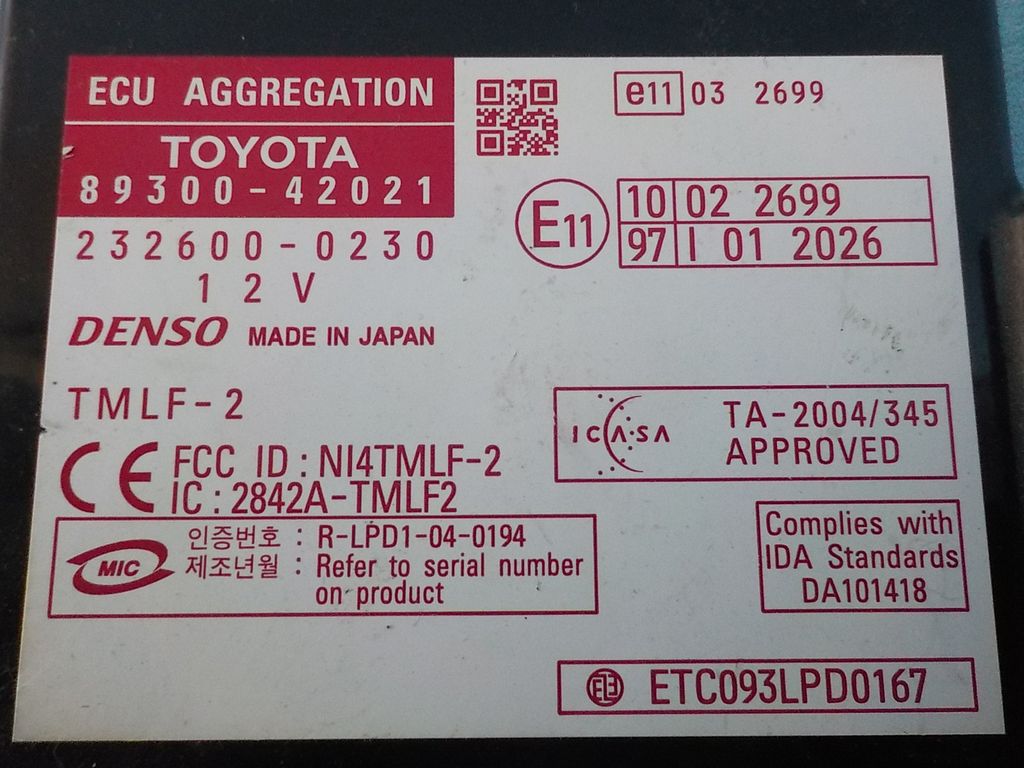 ECU AGGREGATION
TOYOTA
89300-42021
232600-0230
12V
DENSO MADE IN JAPAN
TMLF-2
CE
FCC ID : NI4TMLF-2
IC : 2842A-TMLF2
MIC
인증번호 : R-LPD1-04-0194
제조년월 : Refer to serial number
on product
e11 03 2699
E11
10 02 2699
97 I 01 2026
ICASA
TA-2004/345
APPROVED
Complies with
IDA Standards
DA101418
ETC093LPD0167